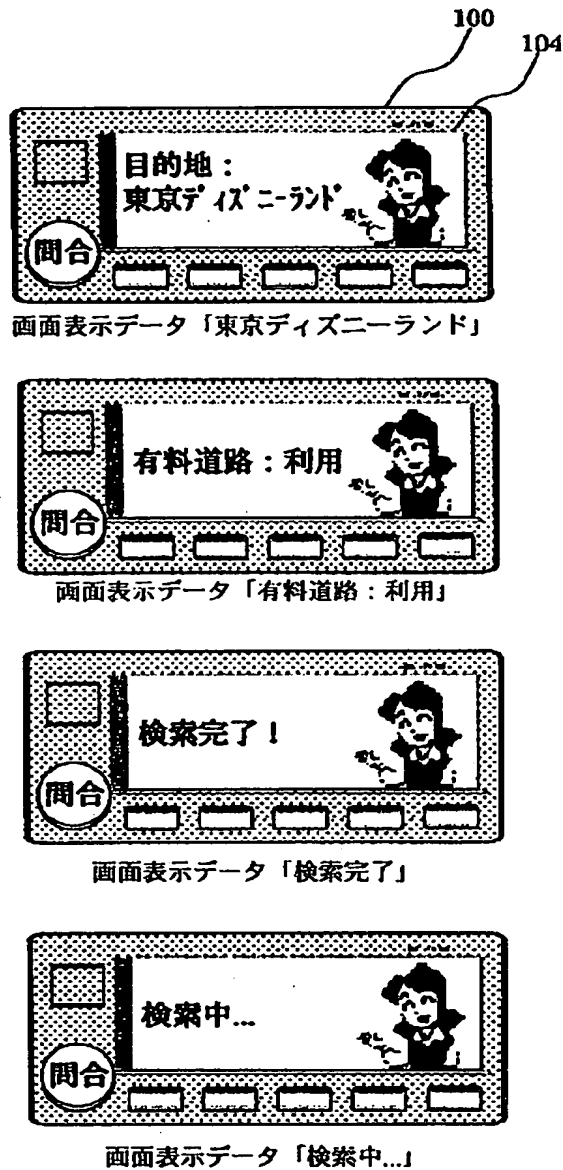 100
104
目的地：
東京ディズニーランド
問合
画面表示データ「東京ディズニーランド」
有料道路：利用
問合
画面表示データ「有料道路：利用」
検索完了！
問合
画面表示データ「検索完了」
検索中...
問合
画面表示データ「検索中...」